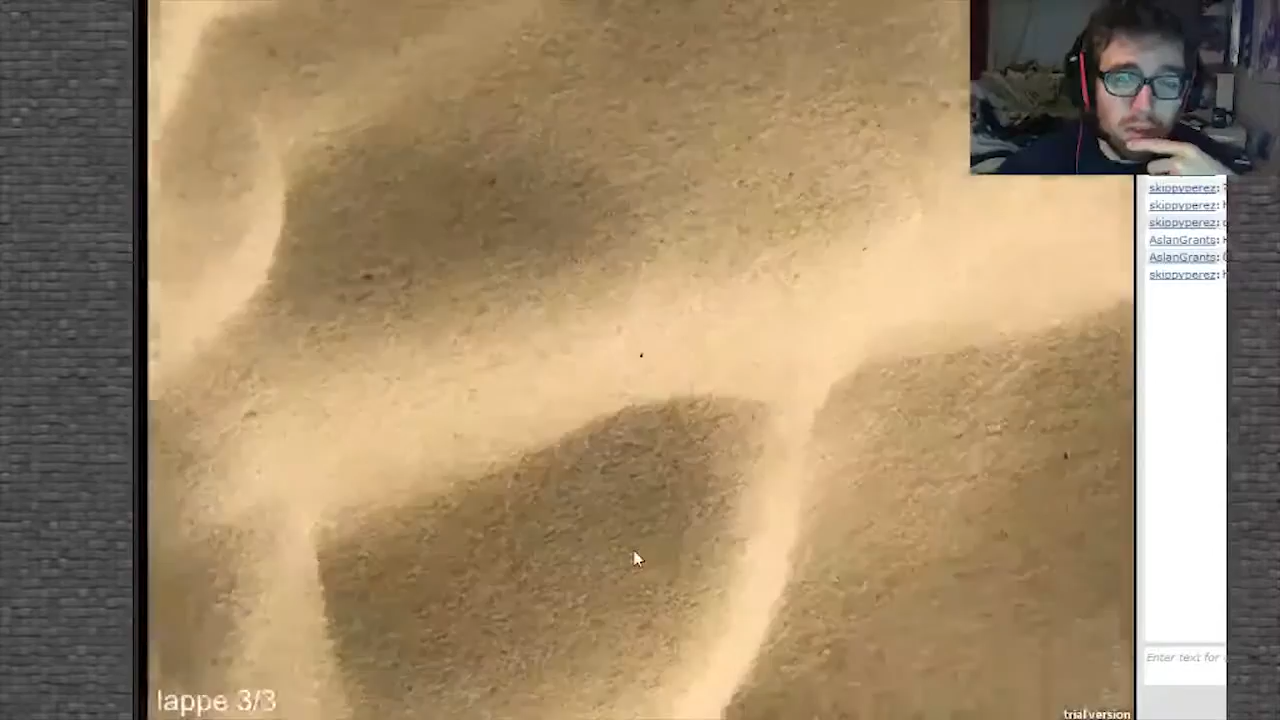 skippyperez:
skippyperez:
skippyperez:
AslanGrants:
AslanGrants:
skippyperez:
Enter text for
lappe 3/3
trial version